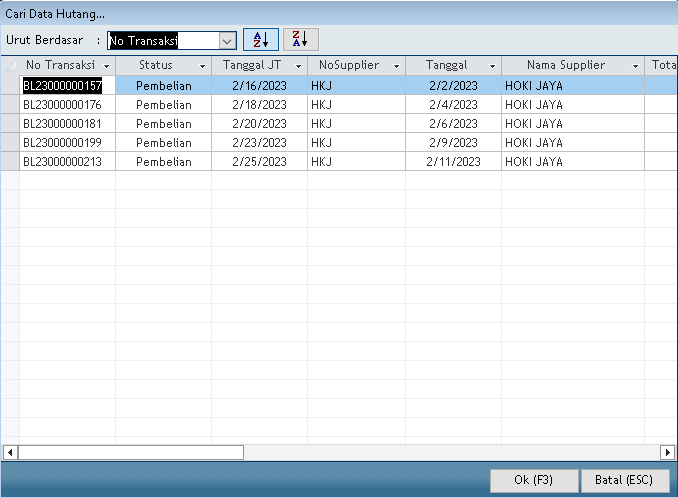 Cari Data Hutang...
Urut Berdasar : No Transaksi A Z Z A
No Transaksi Status Tanggal JT NoSupplier Tanggal Nama Supplier Tota
BL23000000157 Pembelian 2/16/2023 HKJ 2/2/2023 HOKI JAYA
BL23000000176 Pembelian 2/18/2023 HKJ 2/4/2023 HOKI JAYA
BL23000000181 Pembelian 2/20/2023 HKJ 2/6/2023 HOKI JAYA
BL23000000199 Pembelian 2/23/2023 HKJ 2/9/2023 HOKI JAYA
BL23000000213 Pembelian 2/25/2023 HKJ 2/11/2023 HOKI JAYA
Ok (F3) Batal (ESC)